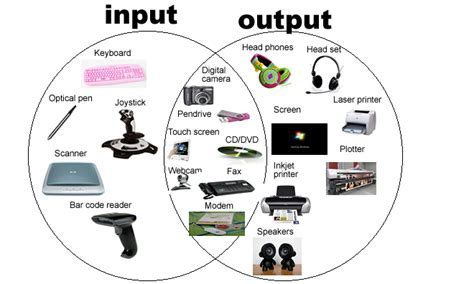 input
output
Keyboard
Optical pen
Joystick
Scanner
Bar code reader
Digital
camera
Pendrive
Touch screen
CD/DVD
Webcam
Fax
Modem
Head phones
Head set
Screen
Laser printer
Plotter
Inkjet
printer
Speakers